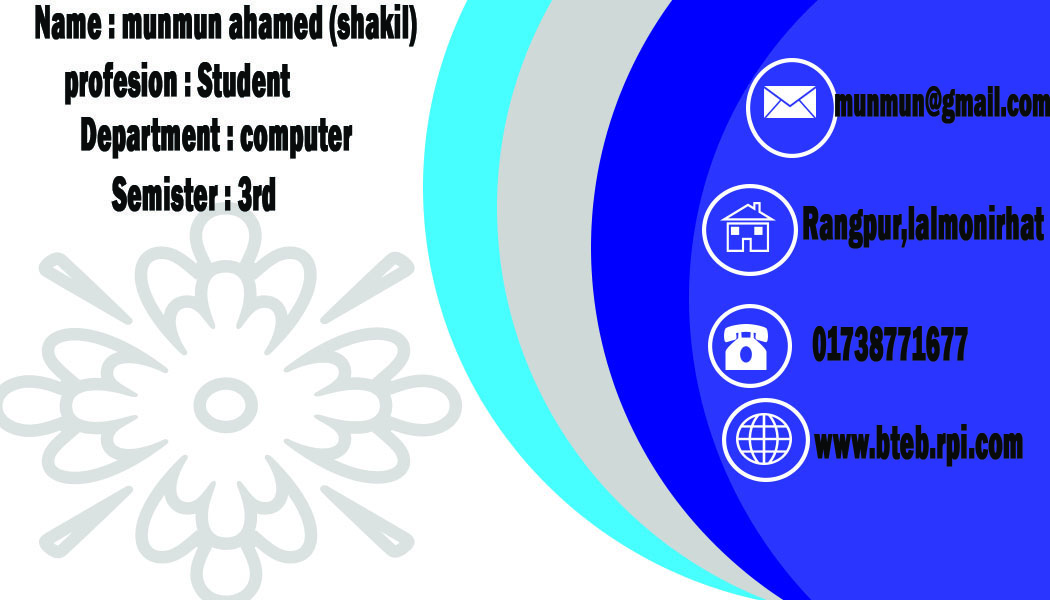 Name : munmun ahamed (shakil)
profesion : Student
Department : computer
Semister : 3rd
munmun@gmail.com
Rangpur,lalmonirhat
01738771677
www.bteb.rpi.com